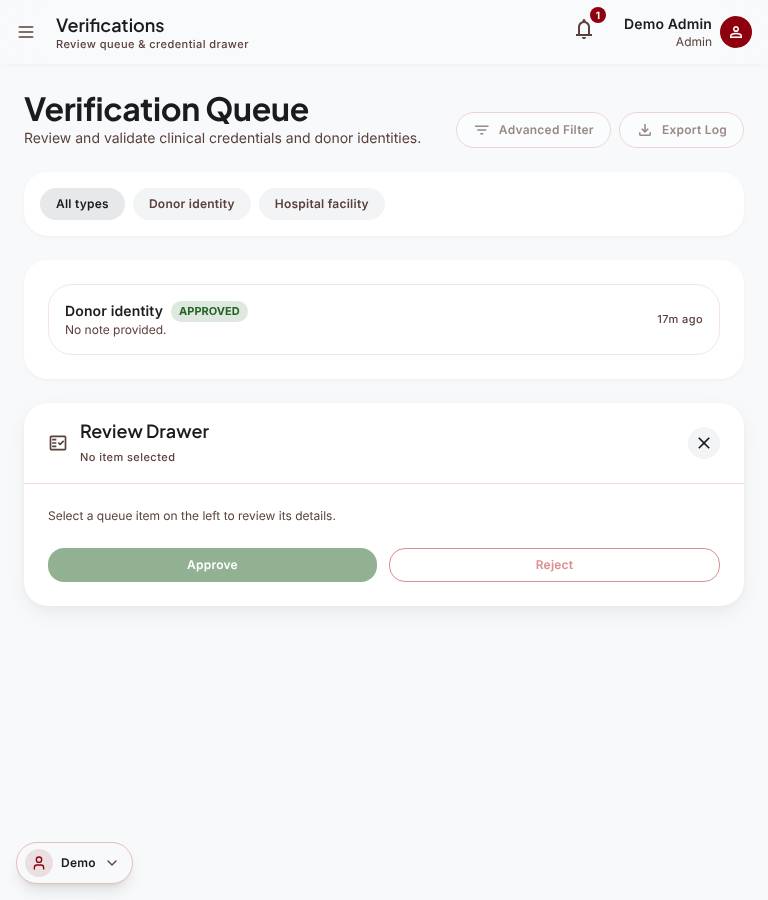 Verifications
Review queue & credential drawer
1
Demo Admin
Admin
Verification Queue
Review and validate clinical credentials and donor identities.
Advanced Filter
Export Log
All types
Donor identity
Hospital facility
Donor identity APPROVED
No note provided.
17m ago
Review Drawer
No item selected
Select a queue item on the left to review its details.
Approve
Reject
Demo